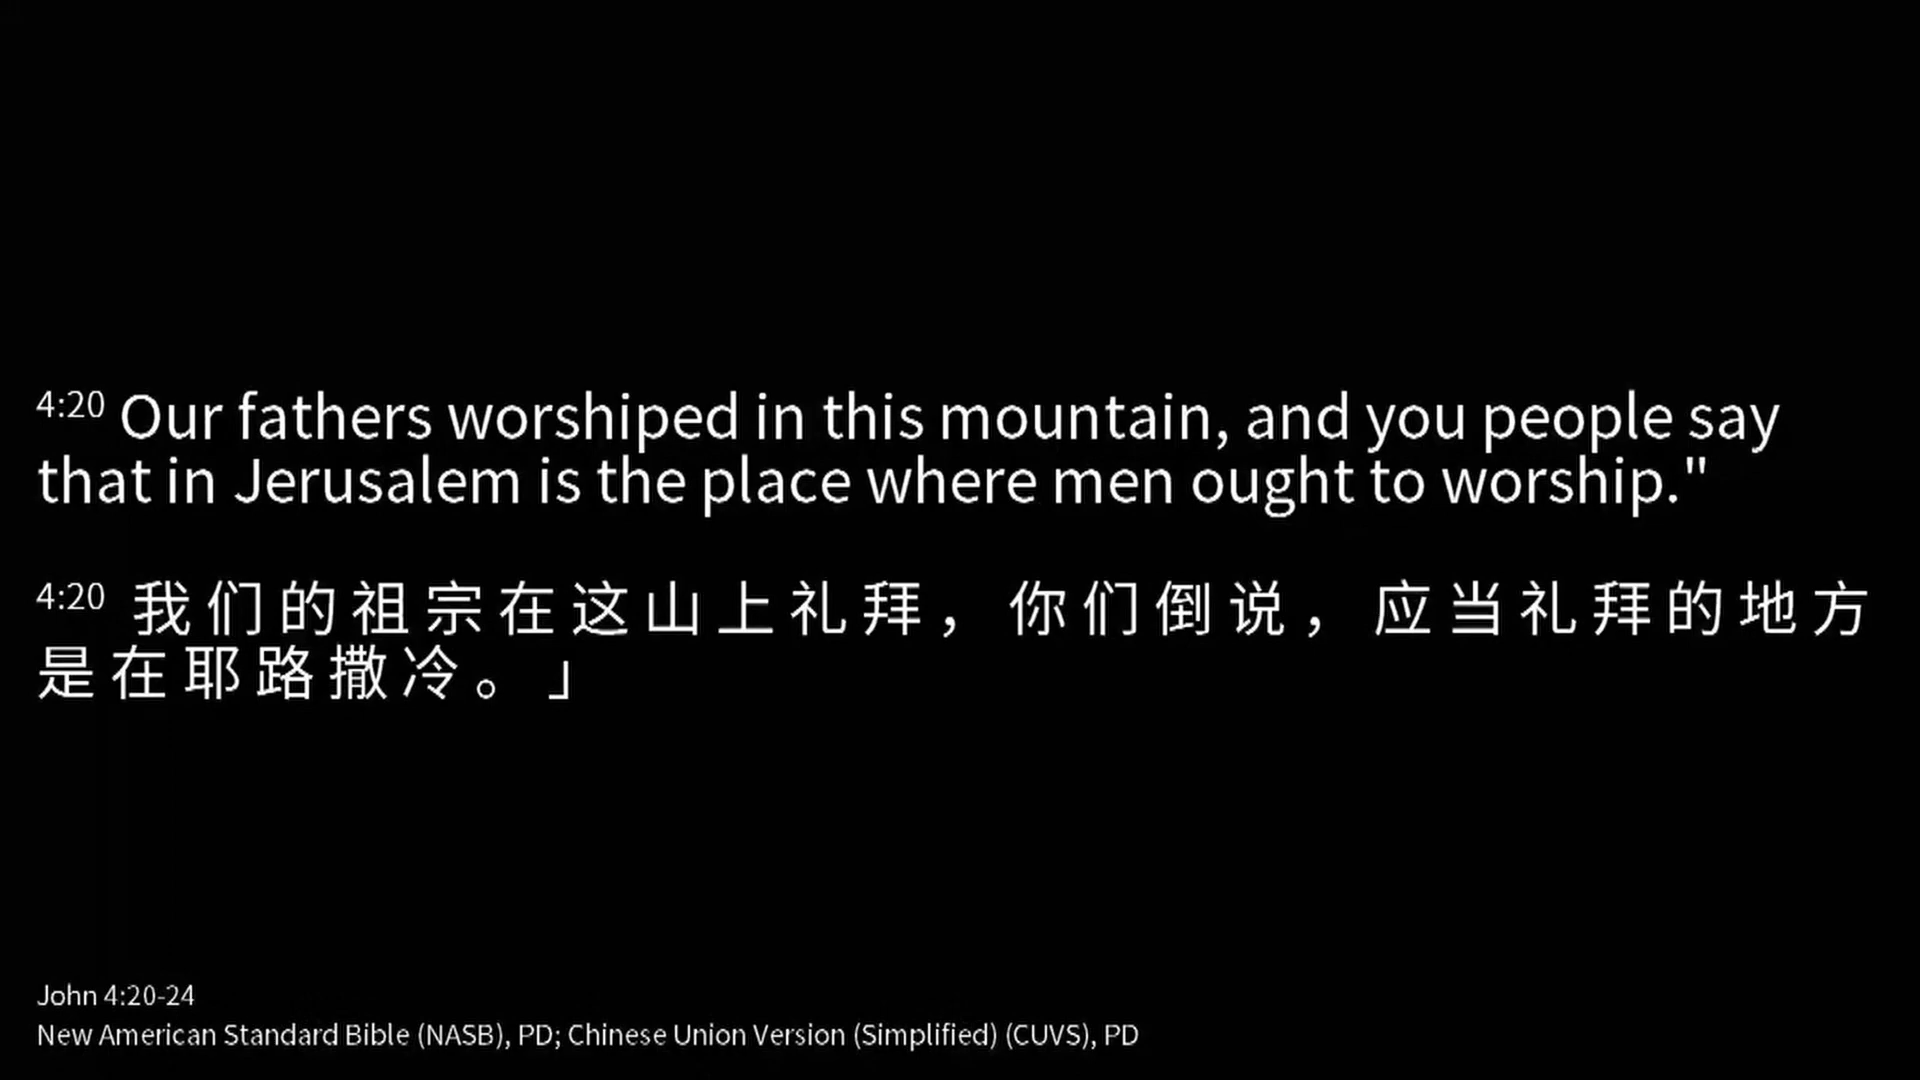 4:20 Our fathers worshiped in this mountain, and you people say
that in Jerusalem is the place where men ought to worship."
4:20 我 们 的 祖 宗 在 这 山 上 礼 拜 ， 你 们 倒 说 ， 应 当 礼 拜 的 地 方
是 在 耶 路 撒 冷 。 」
John 4:20-24
New American Standard Bible (NASB), PD; Chinese Union Version (Simplified) (CUVS), PD